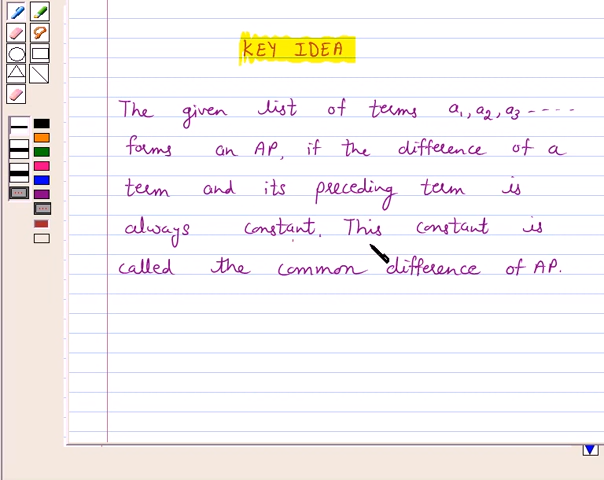 KEY IDEA
The given list of terms a1, a2, a3 -----
forms an AP, if the difference of a
term and its preceding term is
always constant. This constant is
called the common difference of AP.